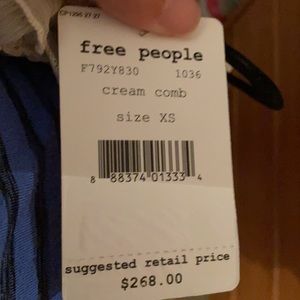 free people
F792Y830 1036
cream comb
size XS
8 88374 01333 4
suggested retail price
$268.00